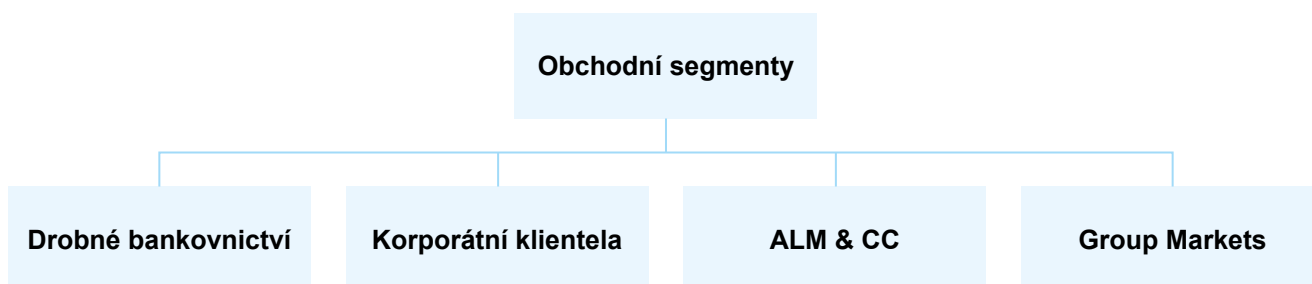 Obchodní segmenty
Drobné bankovnictví
Korporátní klientela
ALM & CC
Group Markets